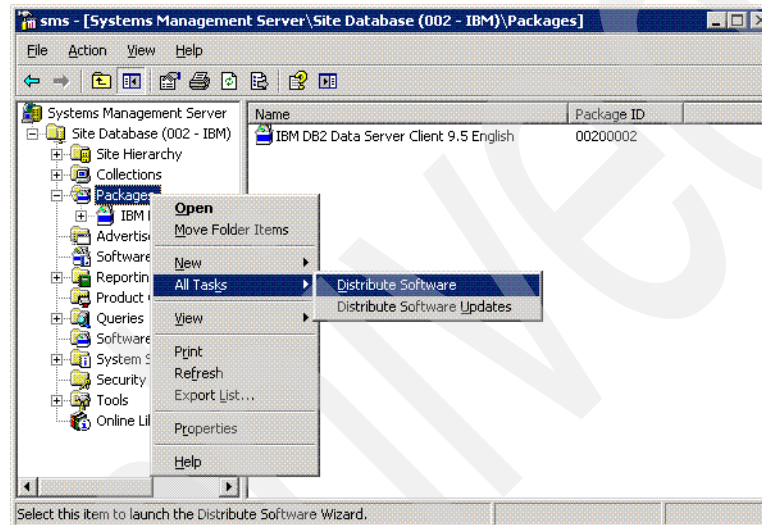 sms - [Systems Management Server\Site Database (002 - IBM)\Packages]
File Action View Help
Systems Management Server
Site Database (002 - IBM)
Site Hierarchy
Collections
Packages
IBM
Advertis
Software
Reportin
Product
Queries
Software
System S
Security
Tools
Online Li
Name Package ID
IBM DB2 Data Server Client 9.5 English 00200002
Open
Move Folder Items
New
All Tasks
View
Print
Refresh
Export List...
Properties
Help
Distribute Software
Distribute Software Updates
Select this item to launch the Distribute Software Wizard.